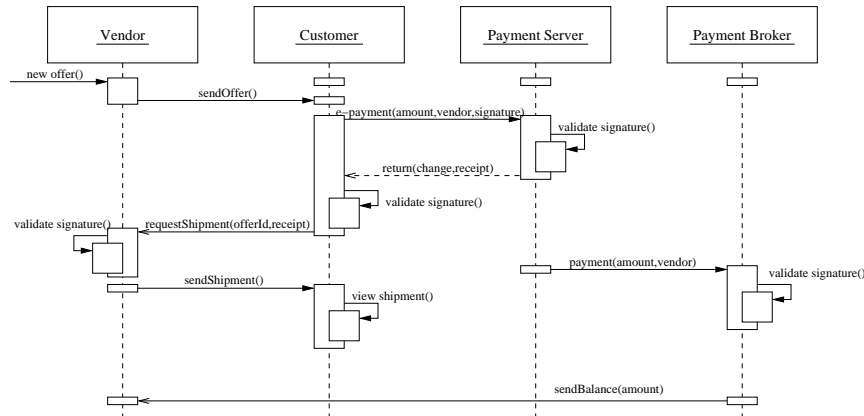 Vendor
Customer
Payment Server
Payment Broker
new offer()
sendOffer()
e-payment(amount,vendor,signature)
validate signature()
return(change,receipt)
validate signature()
requestShipment(offerId,receipt)
validate signature()
payment(amount,vendor)
validate signature()
sendShipment()
view shipment()
sendBalance(amount)